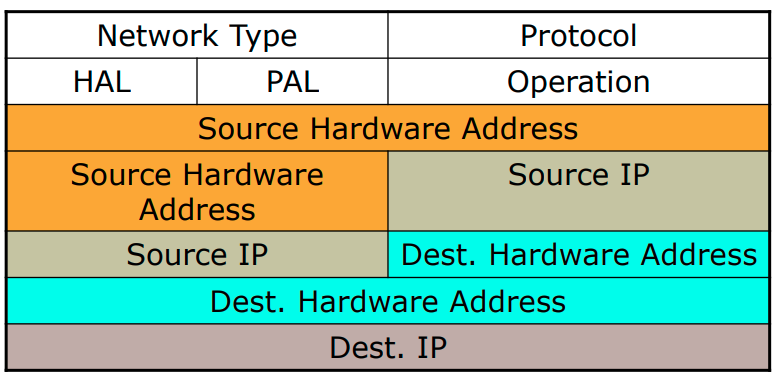 Network Type
Protocol
HAL
PAL
Operation
Source Hardware Address
Source Hardware
Address
Source IP
Source IP
Dest. Hardware Address
Dest. Hardware Address
Dest. IP